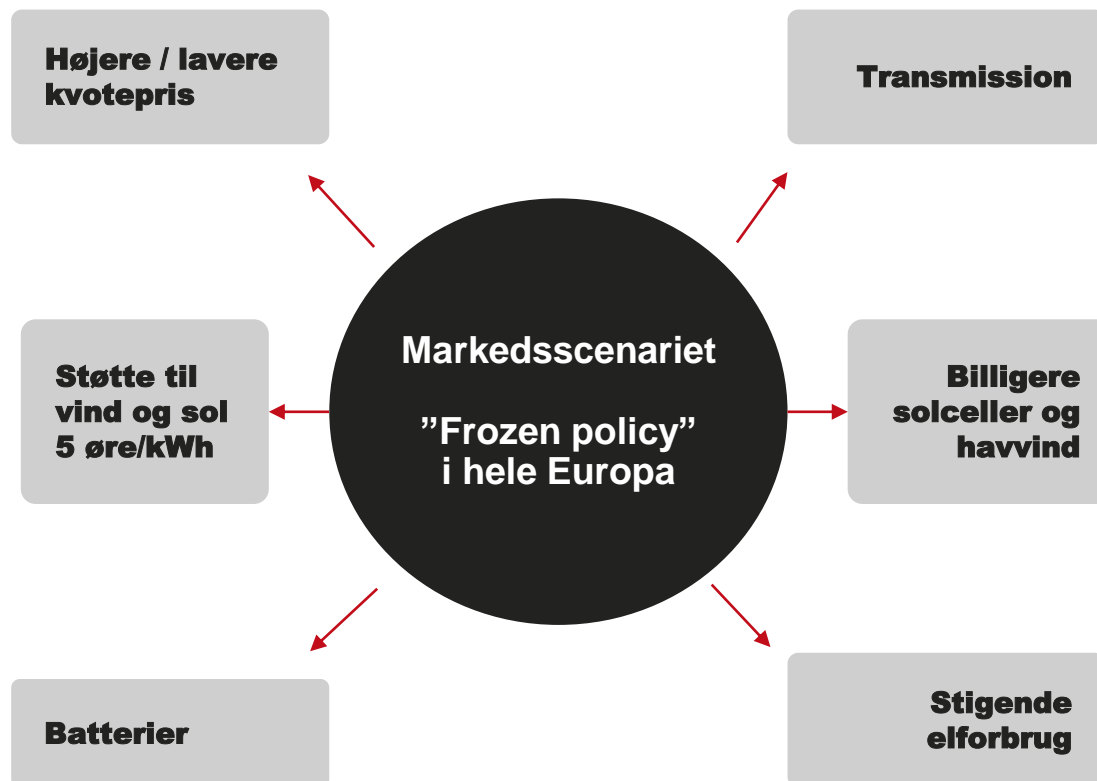 Højere / lavere
kvotepris
Transmission
Markedsscenariet
”Frozen policy”
i hele Europa
Støtte til
vind og sol
5 øre/kWh
Billigere
solceller og
havvind
Batterier
Stigende
elforbrug